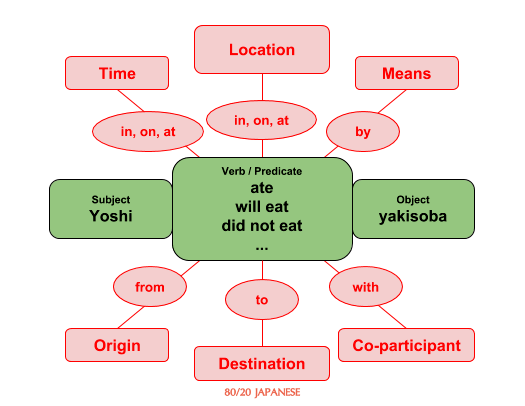 Location
Time
Means
in, on, at
in, on, at
by
Verb / Predicate
ate
will eat
did not eat
...
Subject
Yoshi
Object
yakisoba
from
to
with
Origin
Destination
Co-participant
80/20 JAPANESE